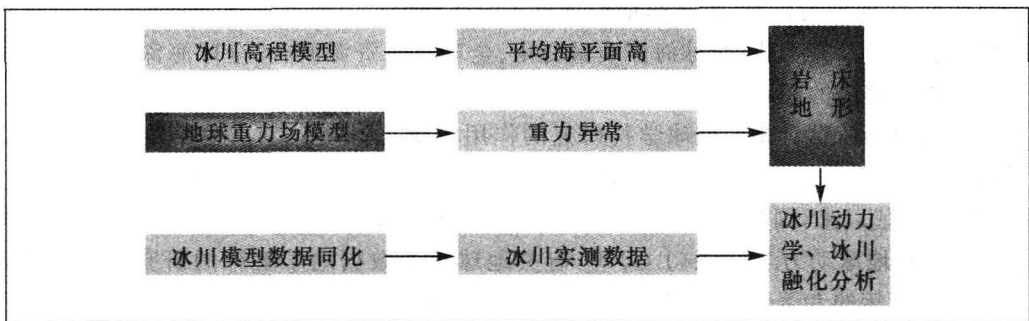 冰川高程模型
平均海平面高
岩床
地形
地球重力场模型
重力异常
冰川模型数据同化
冰川实测数据
冰川动力
学、冰川
融化分析